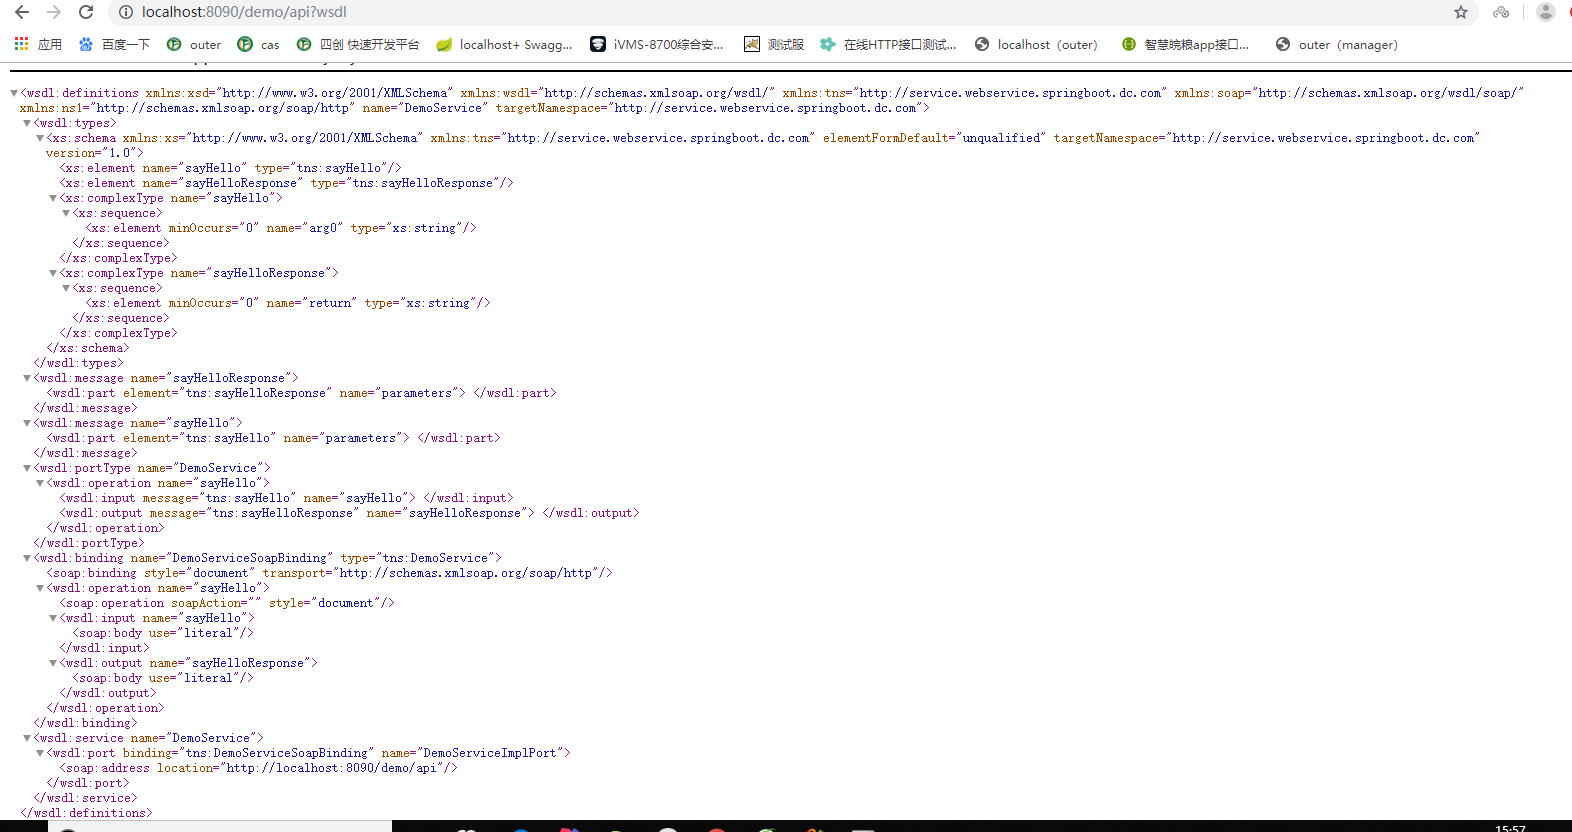 localhost:8090/demo/api?wsdl
应用 百度一下 outer cas 四创 快速开发平台 localhost+ Swagg... iVMS-8700综合安... 测试服 在线HTTP接口测试... localhost（outer） 智慧皖粮app接口... outer（manager）
<wsdl:definitions xmlns:xsd="http://www.w3.org/2001/XMLSchema" xmlns:wsdl="http://schemas.xmlsoap.org/wsdl/" xmlns:tns="http://service.webservice.springboot.dc.com" xmlns:soap="http://schemas.xmlsoap.org/wsdl/soap/"
xmlns:ns1="http://schemas.xmlsoap.org/soap/http" name="DemoService" targetNamespace="http://service.webservice.springboot.dc.com">
<wsdl:types>
<xs:schema xmlns:xs="http://www.w3.org/2001/XMLSchema" xmlns:tns="http://service.webservice.springboot.dc.com" elementFormDefault="unqualified" targetNamespace="http://service.webservice.springboot.dc.com"
version="1.0">
<xs:element name="sayHello" type="tns:sayHello"/>
<xs:element name="sayHelloResponse" type="tns:sayHelloResponse"/>
<xs:complexType name="sayHello">
<xs:sequence>
<xs:element minOccurs="0" name="arg0" type="xs:string"/>
</xs:sequence>
</xs:complexType>
<xs:complexType name="sayHelloResponse">
<xs:sequence>
<xs:element minOccurs="0" name="return" type="xs:string"/>
</xs:sequence>
</xs:complexType>
</xs:schema>
</wsdl:types>
<wsdl:message name="sayHelloResponse">
<wsdl:part element="tns:sayHelloResponse" name="parameters"> </wsdl:part>
</wsdl:message>
<wsdl:message name="sayHello">
<wsdl:part element="tns:sayHello" name="parameters"> </wsdl:part>
</wsdl:message>
<wsdl:portType name="DemoService">
<wsdl:operation name="sayHello">
<wsdl:input message="tns:sayHello" name="sayHello"> </wsdl:input>
<wsdl:output message="tns:sayHelloResponse" name="sayHelloResponse"> </wsdl:output>
</wsdl:operation>
</wsdl:portType>
<wsdl:binding name="DemoServiceSoapBinding" type="tns:DemoService">
<soap:binding style="document" transport="http://schemas.xmlsoap.org/soap/http"/>
<wsdl:operation name="sayHello">
<soap:operation soapAction="" style="document"/>
<wsdl:input name="sayHello">
<soap:body use="literal"/>
</wsdl:input>
<wsdl:output name="sayHelloResponse">
<soap:body use="literal"/>
</wsdl:output>
</wsdl:operation>
</wsdl:binding>
<wsdl:service name="DemoService">
<wsdl:port binding="tns:DemoServiceSoapBinding" name="DemoServiceImplPort">
<soap:address location="http://localhost:8090/demo/api"/>
</wsdl:port>
</wsdl:service>
</wsdl:definitions>
15:57